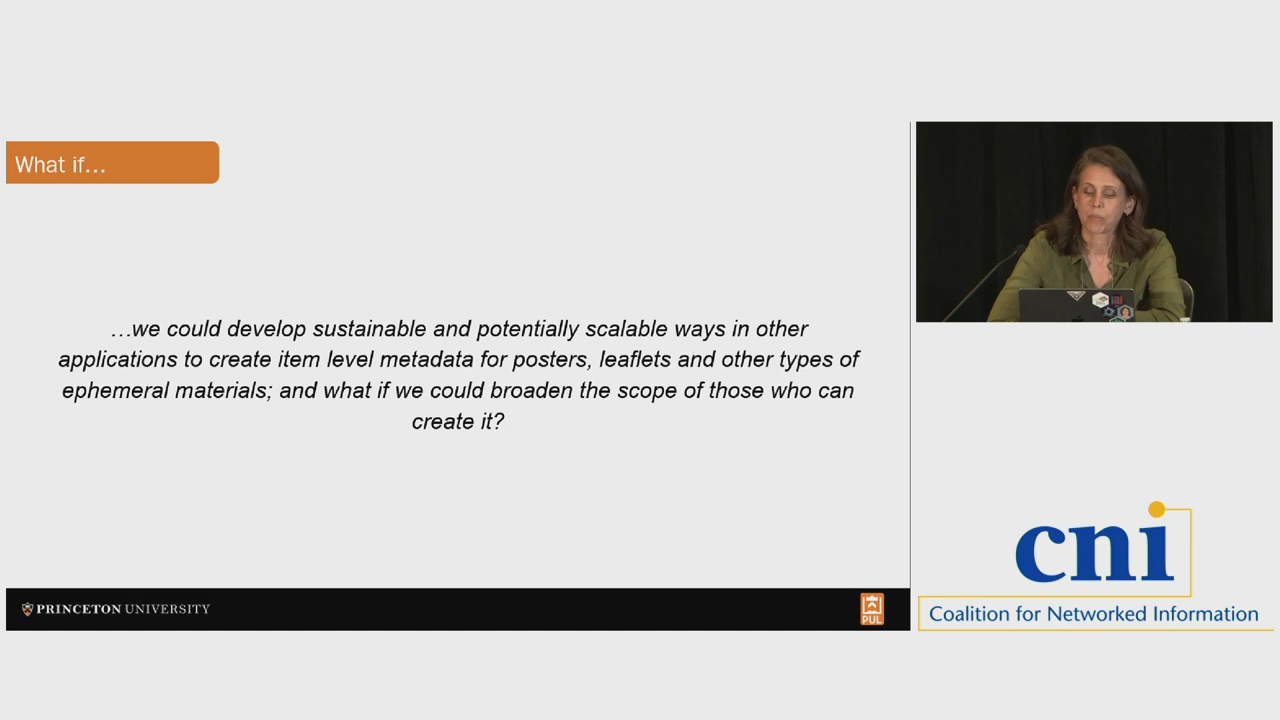 What if...
...we could develop sustainable and potentially scalable ways in other
applications to create item level metadata for posters, leaflets and other types of
ephemeral materials; and what if we could broaden the scope of those who can
create it?
PRINCETON UNIVERSITY
PUL
cni
Coalition for Networked Information